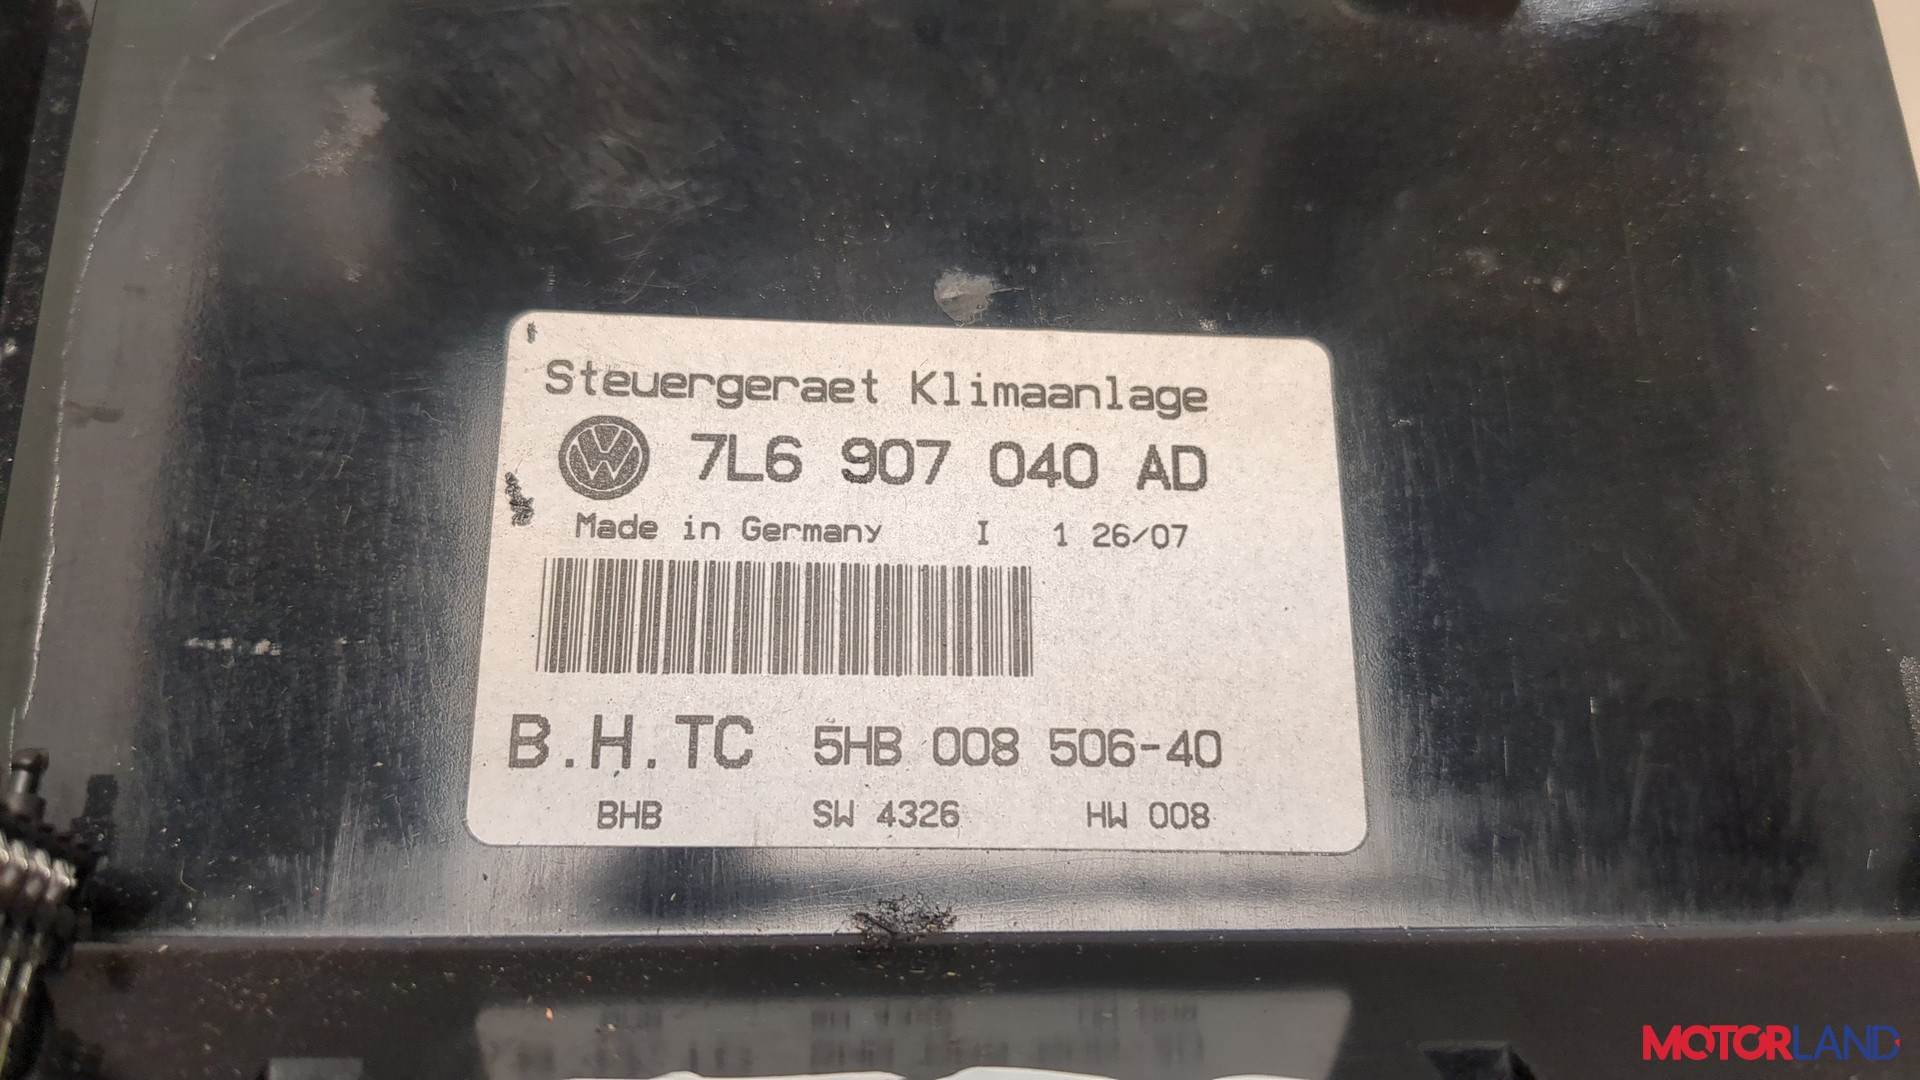 Steuergeraet Klimaanlage
7L6 907 040 AD
Made in Germany I 1 26/07
B.H.TC 5HB 008 506-40
BHB SW 4326 HW 008
MOTORLAND